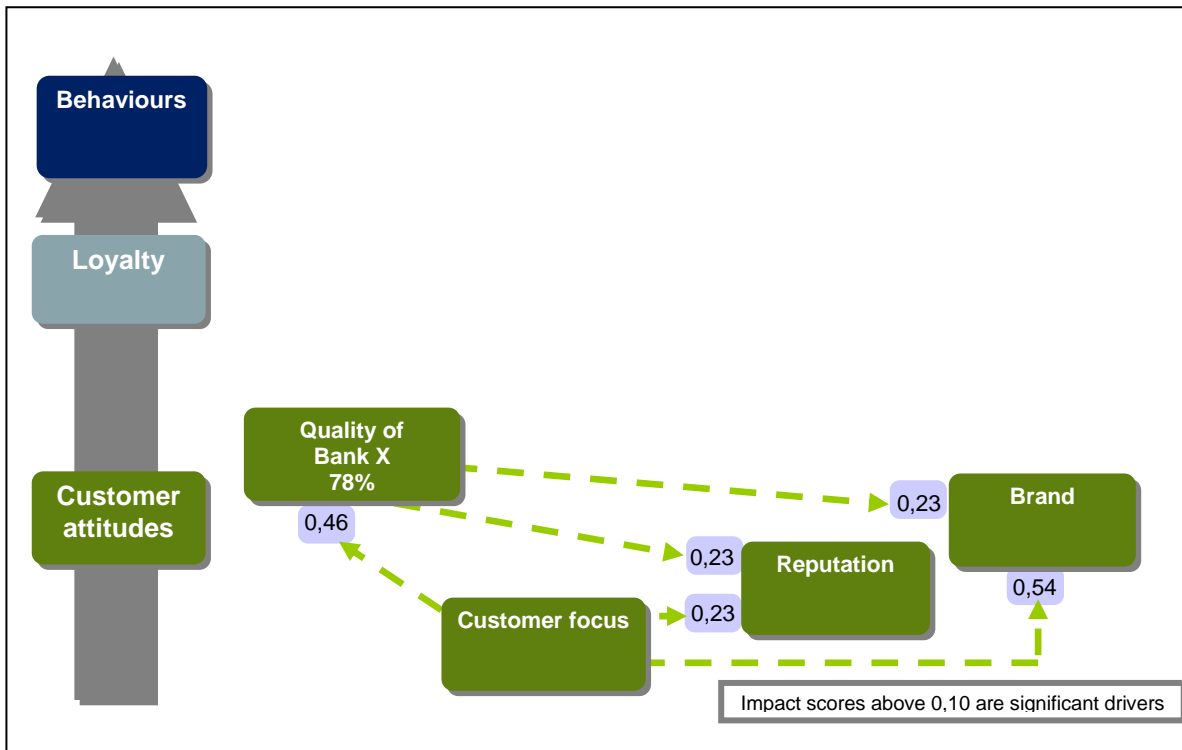 Behaviours
Loyalty
Quality of
Bank X
78%
Customer
attitudes
Brand
0,23
0,46
Reputation
0,23
0,54
Customer focus
0,23
Impact scores above 0,10 are significant drivers